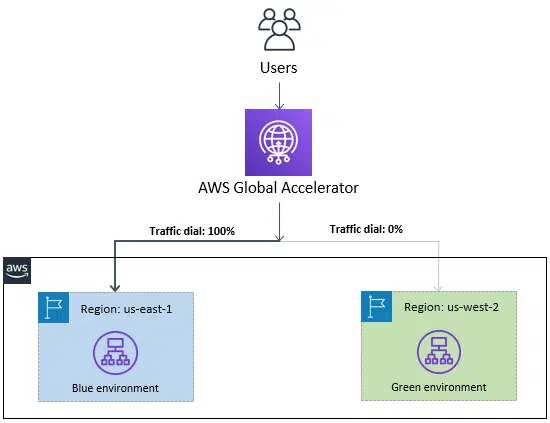 Users
AWS Global Accelerator
Traffic dial: 100%
Traffic dial: 0%
aws
Region: us-east-1
Region: us-west-2
Blue environment
Green environment